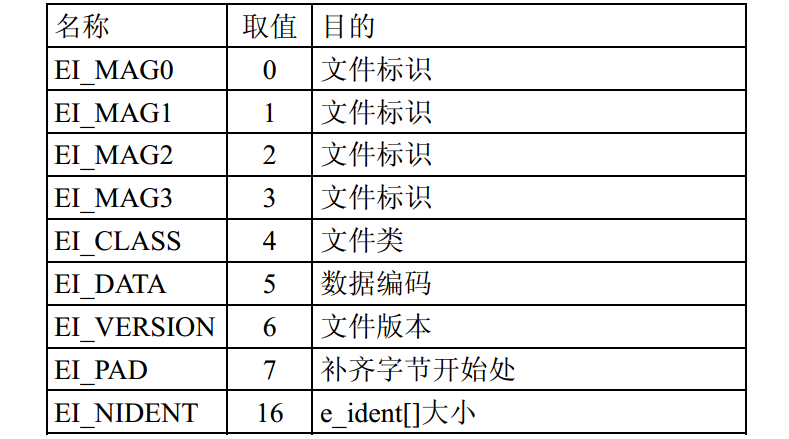 名称 取值 目的
EI_MAG0 0 文件标识
EI_MAG1 1 文件标识
EI_MAG2 2 文件标识
EI_MAG3 3 文件标识
EI_CLASS 4 文件类
EI_DATA 5 数据编码
EI_VERSION 6 文件版本
EI_PAD 7 补齐字节开始处
EI_NIDENT 16 e_ident[]大小